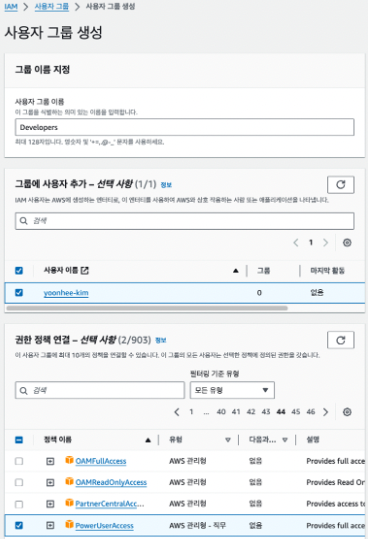 IAM > 사용자 그룹 > 사용자 그룹 생성
사용자 그룹 생성
그룹 이름 지정
사용자 그룹 이름
이 그룹을 식별하는 의미 있는 이름을 입력합니다.
Developers
최대 128자입니다. 영숫자 및 '+=,.@-_' 문자를 사용하세요.
그룹에 사용자 추가 – 선택 사항 (1/1) 정보
IAM 사용자는 AWS에 생성하는 엔터티로, 이 엔터티를 사용하여 AWS와 상호 작용하는 사람 또는 애플리케이션을 나타냅니다.
검색
1
사용자 이름 그룹 마지막 활동
yoonhee-kim 0 없음
권한 정책 연결 – 선택 사항 (2/903) 정보
이 사용자 그룹에 최대 10개의 정책을 연결할 수 있습니다. 이 그룹의 모든 사용자는 선택한 정책에 정의된 권한을 갖습니다.
필터링 기준 유형
검색 모든 유형
1 ... 40 41 42 43 44 45 46
정책 이름 유형 다음과... 설명
OAMFullAccess AWS 관리형 없음 Provides full acce
OAMReadOnlyAccess AWS 관리형 없음 Provides Read On
PartnerCentralAcc... AWS 관리형 없음 Provides access to
PowerUserAccess AWS 관리형 - 직무 없음 Provides full acce